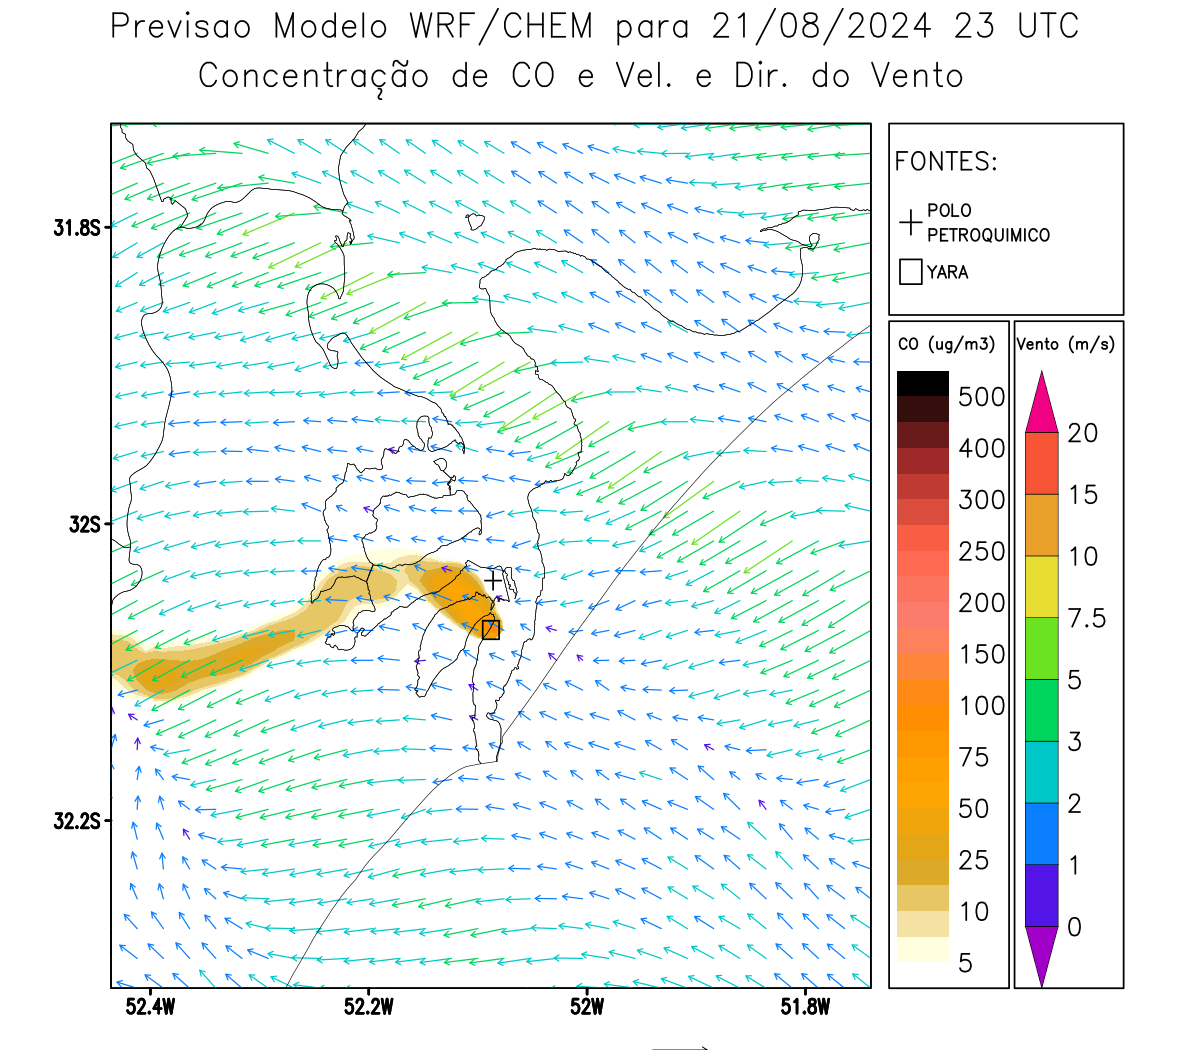 Previsao Modelo WRF/CHEM para 21/08/2024 23 UTC
Concentração de CO e Vel. e Dir. do Vento
FONTES:
POLO
PETROQUIMICO
YARA
CO (ug/m3)
500
400
300
250
200
150
100
75
50
25
10
5
Vento (m/s)
20
15
10
7.5
5
3
2
1
0
31.8S
32S
32.2S
52.4W
52.2W
52W
51.8W